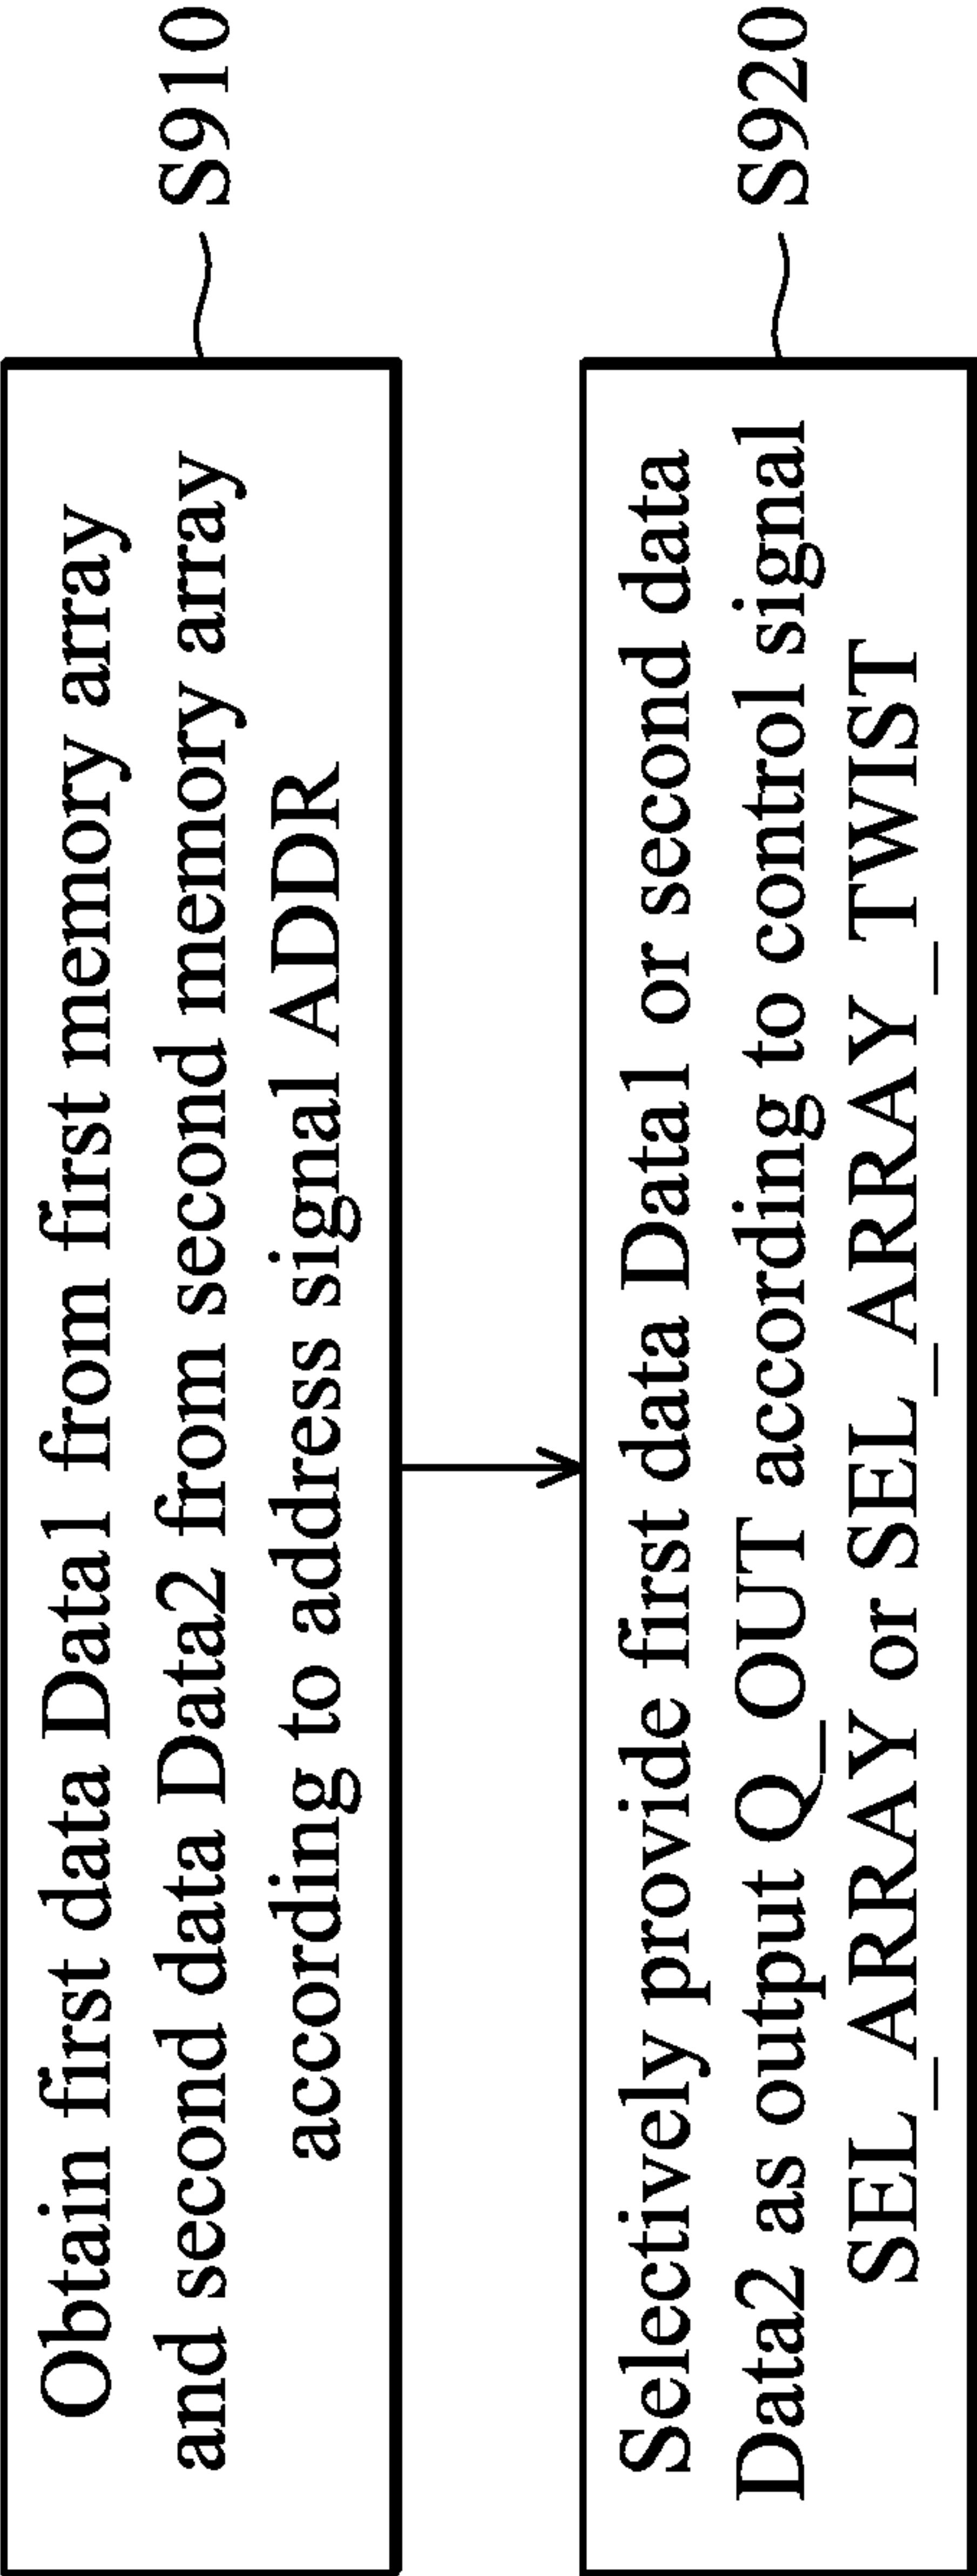 Obtain first data Data1 from first memory array
and second data Data2 from second memory array
according to address signal ADDR
S910
Selectively provide first data Data1 or second data
Data2 as output Q_OUT according to control signal
SEL_ARRAY or SEL_ARRAY_TWIST
S920